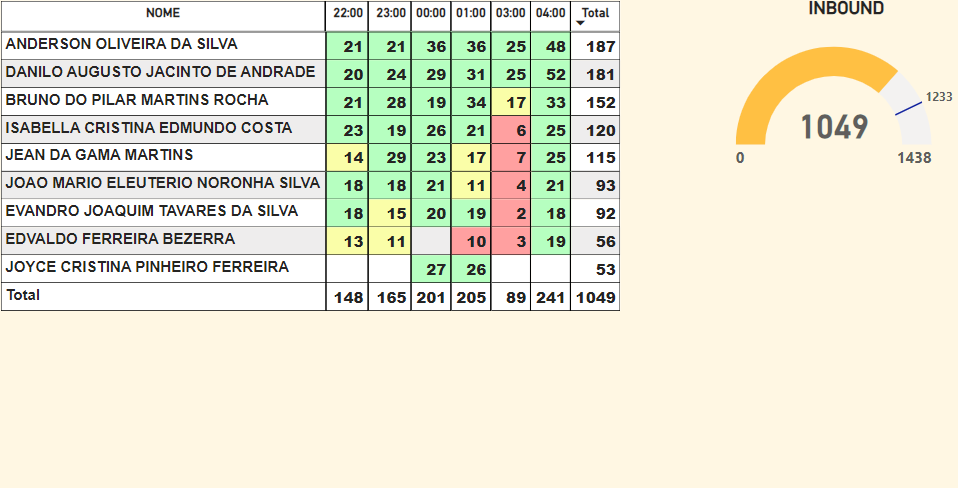 NOME 22:00 23:00 00:00 01:00 03:00 04:00 Total
ANDERSON OLIVEIRA DA SILVA 21 21 36 36 25 48 187
DANILO AUGUSTO JACINTO DE ANDRADE 20 24 29 31 25 52 181
BRUNO DO PILAR MARTINS ROCHA 21 28 19 34 17 33 152
ISABELLA CRISTINA EDMUNDO COSTA 23 19 26 21 6 25 120
JEAN DA GAMA MARTINS 14 29 23 17 7 25 115
JOAO MARIO ELEUTERIO NORONHA SILVA 18 18 21 11 4 21 93
EVANDRO JOAQUIM TAVARES DA SILVA 18 15 20 19 2 18 92
EDVALDO FERREIRA BEZERRA 13 11 10 3 19 56
JOYCE CRISTINA PINHEIRO FERREIRA 27 26 53
Total 148 165 201 205 89 241 1049
INBOUND
1233
1049
0 1438